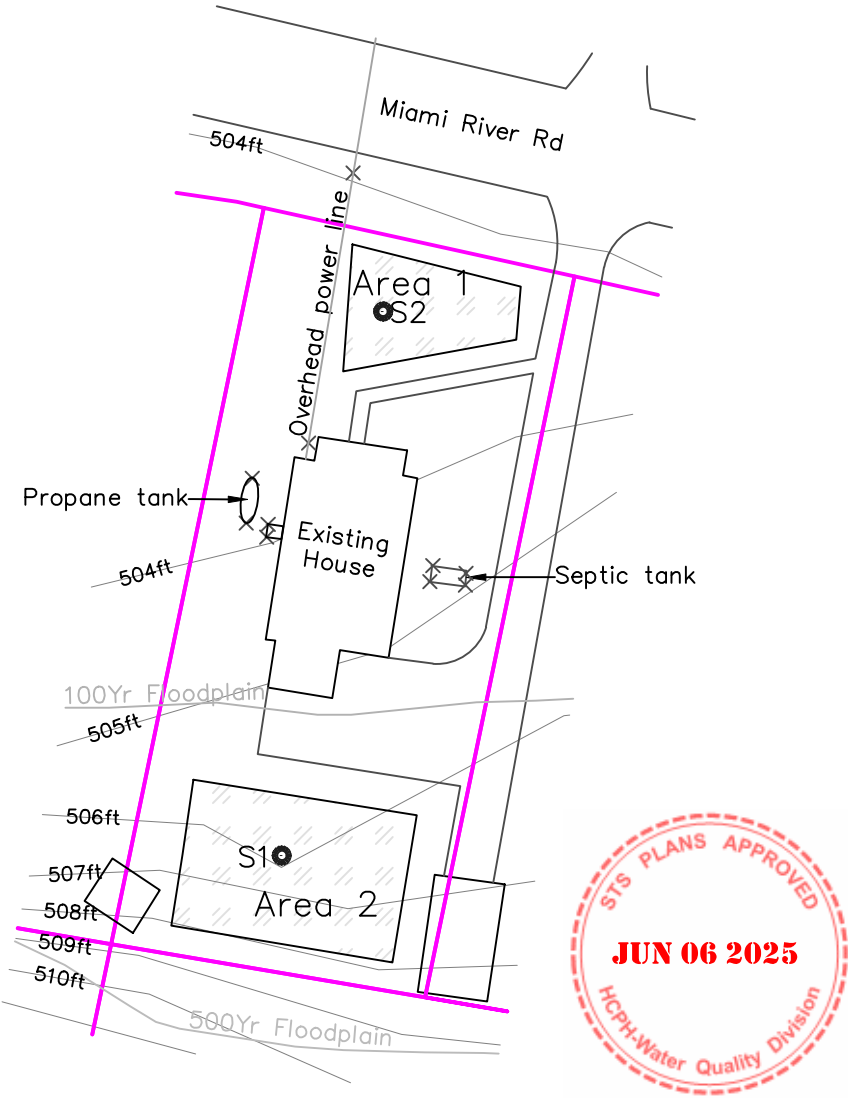 Miami River Rd
504ft
Overhead power line
Area 1
S2
Propane tank
Existing
House
504ft
Septic tank
100Yr Floodplain
505ft
506ft
S1
507ft
Area 2
508ft
509ft
510ft
500Yr Floodplain
STS PLANS APPROVED
JUN 06 2025
HCPH-Water Quality Division